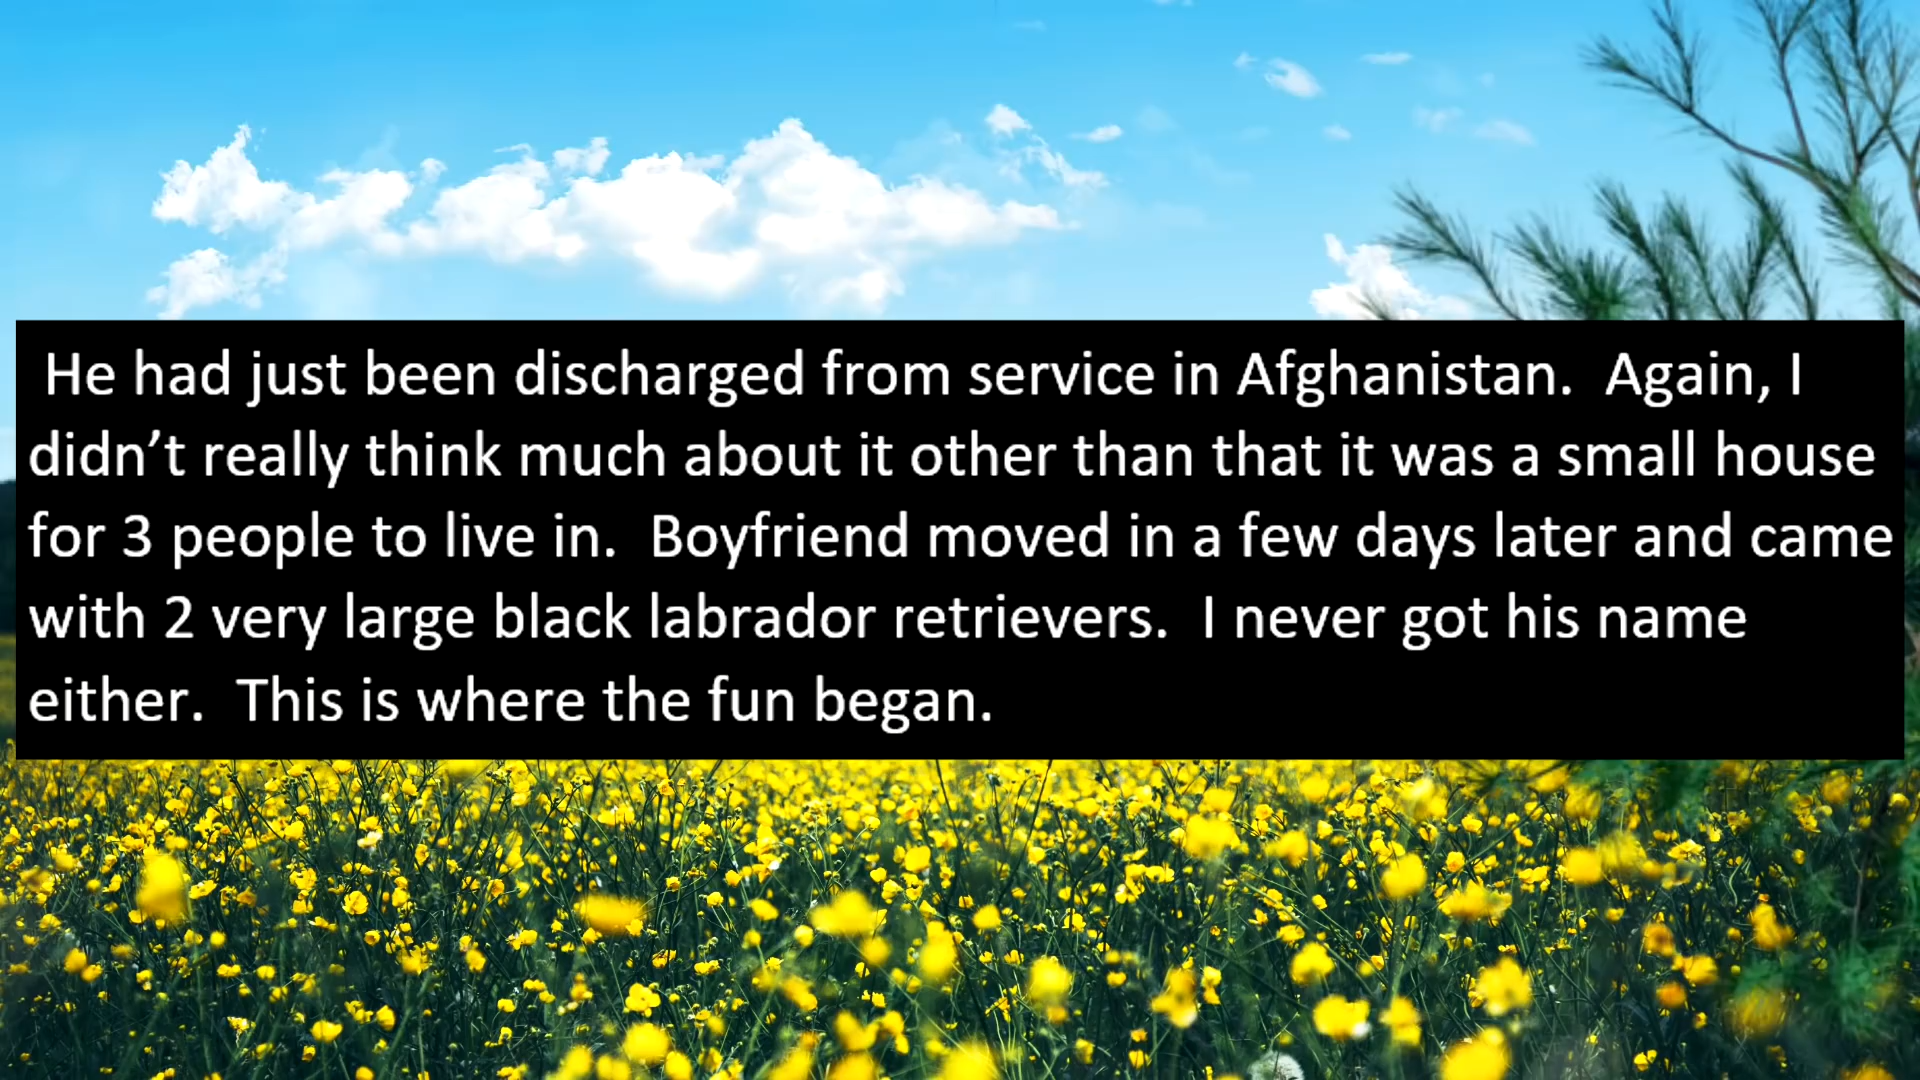 He had just been discharged from service in Afghanistan.  Again, I
didn’t really think much about it other than that it was a small house
for 3 people to live in.  Boyfriend moved in a few days later and came
with 2 very large black labrador retrievers.  I never got his name
either.  This is where the fun began.